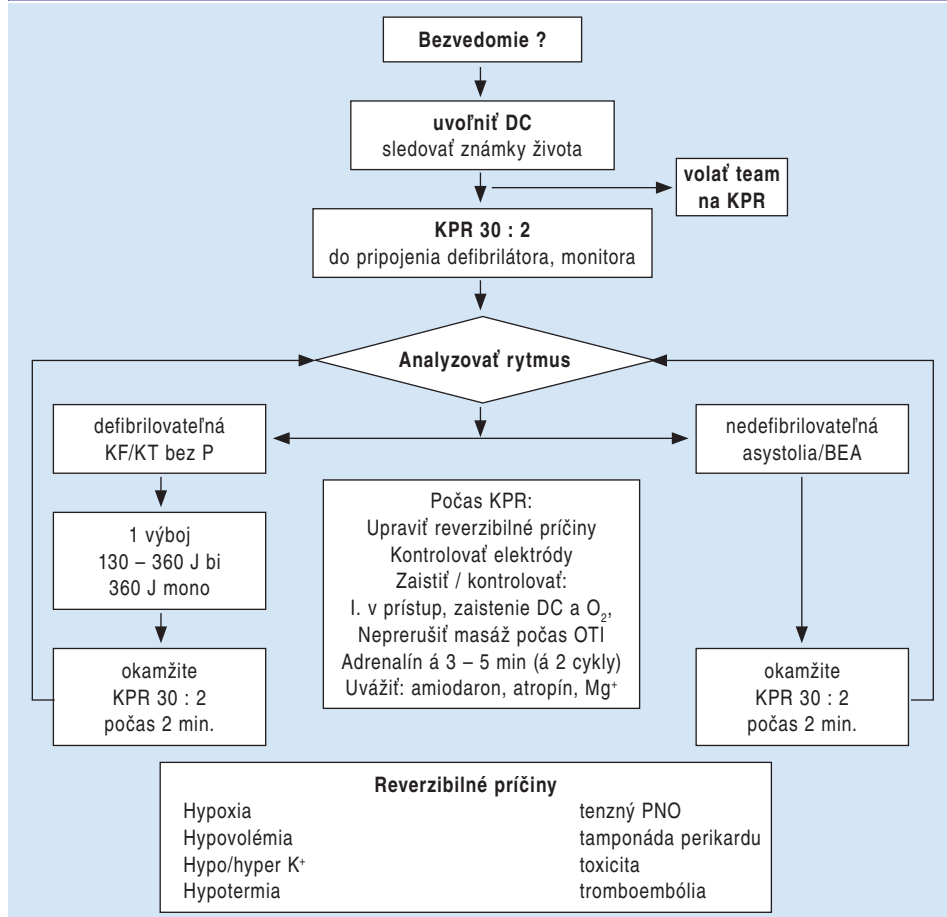 Bezvedomie ?
uvoľniť DC
sledovať známky života
volať team
na KPR
KPR 30 : 2
do pripojenia defibrilátora, monitora
Analyzovať rytmus
defibrilovateľná
KF/KT bez P
nedefibrilovateľná
asystolia/BEA
1 výboj
130 – 360 J bi
360 J mono
Počas KPR:
Upraviť reverzibilné príčiny
Kontrolovať elektródy
Zaistiť / kontrolovať:
I. v prístup, zaistenie DC a O₂,
Neprerušiť masáž počas OTI
Adrenalín á 3 – 5 min (á 2 cykly)
Uvážiť: amiodaron, atropín, Mg⁺
okamžite
KPR 30 : 2
počas 2 min.
okamžite
KPR 30 : 2
počas 2 min.
Reverzibilné príčiny
Hypoxia
Hypovolémia
Hypo/hyper K⁺
Hypotermia
tenzný PNO
tamponáda perikardu
toxicita
tromboembólia